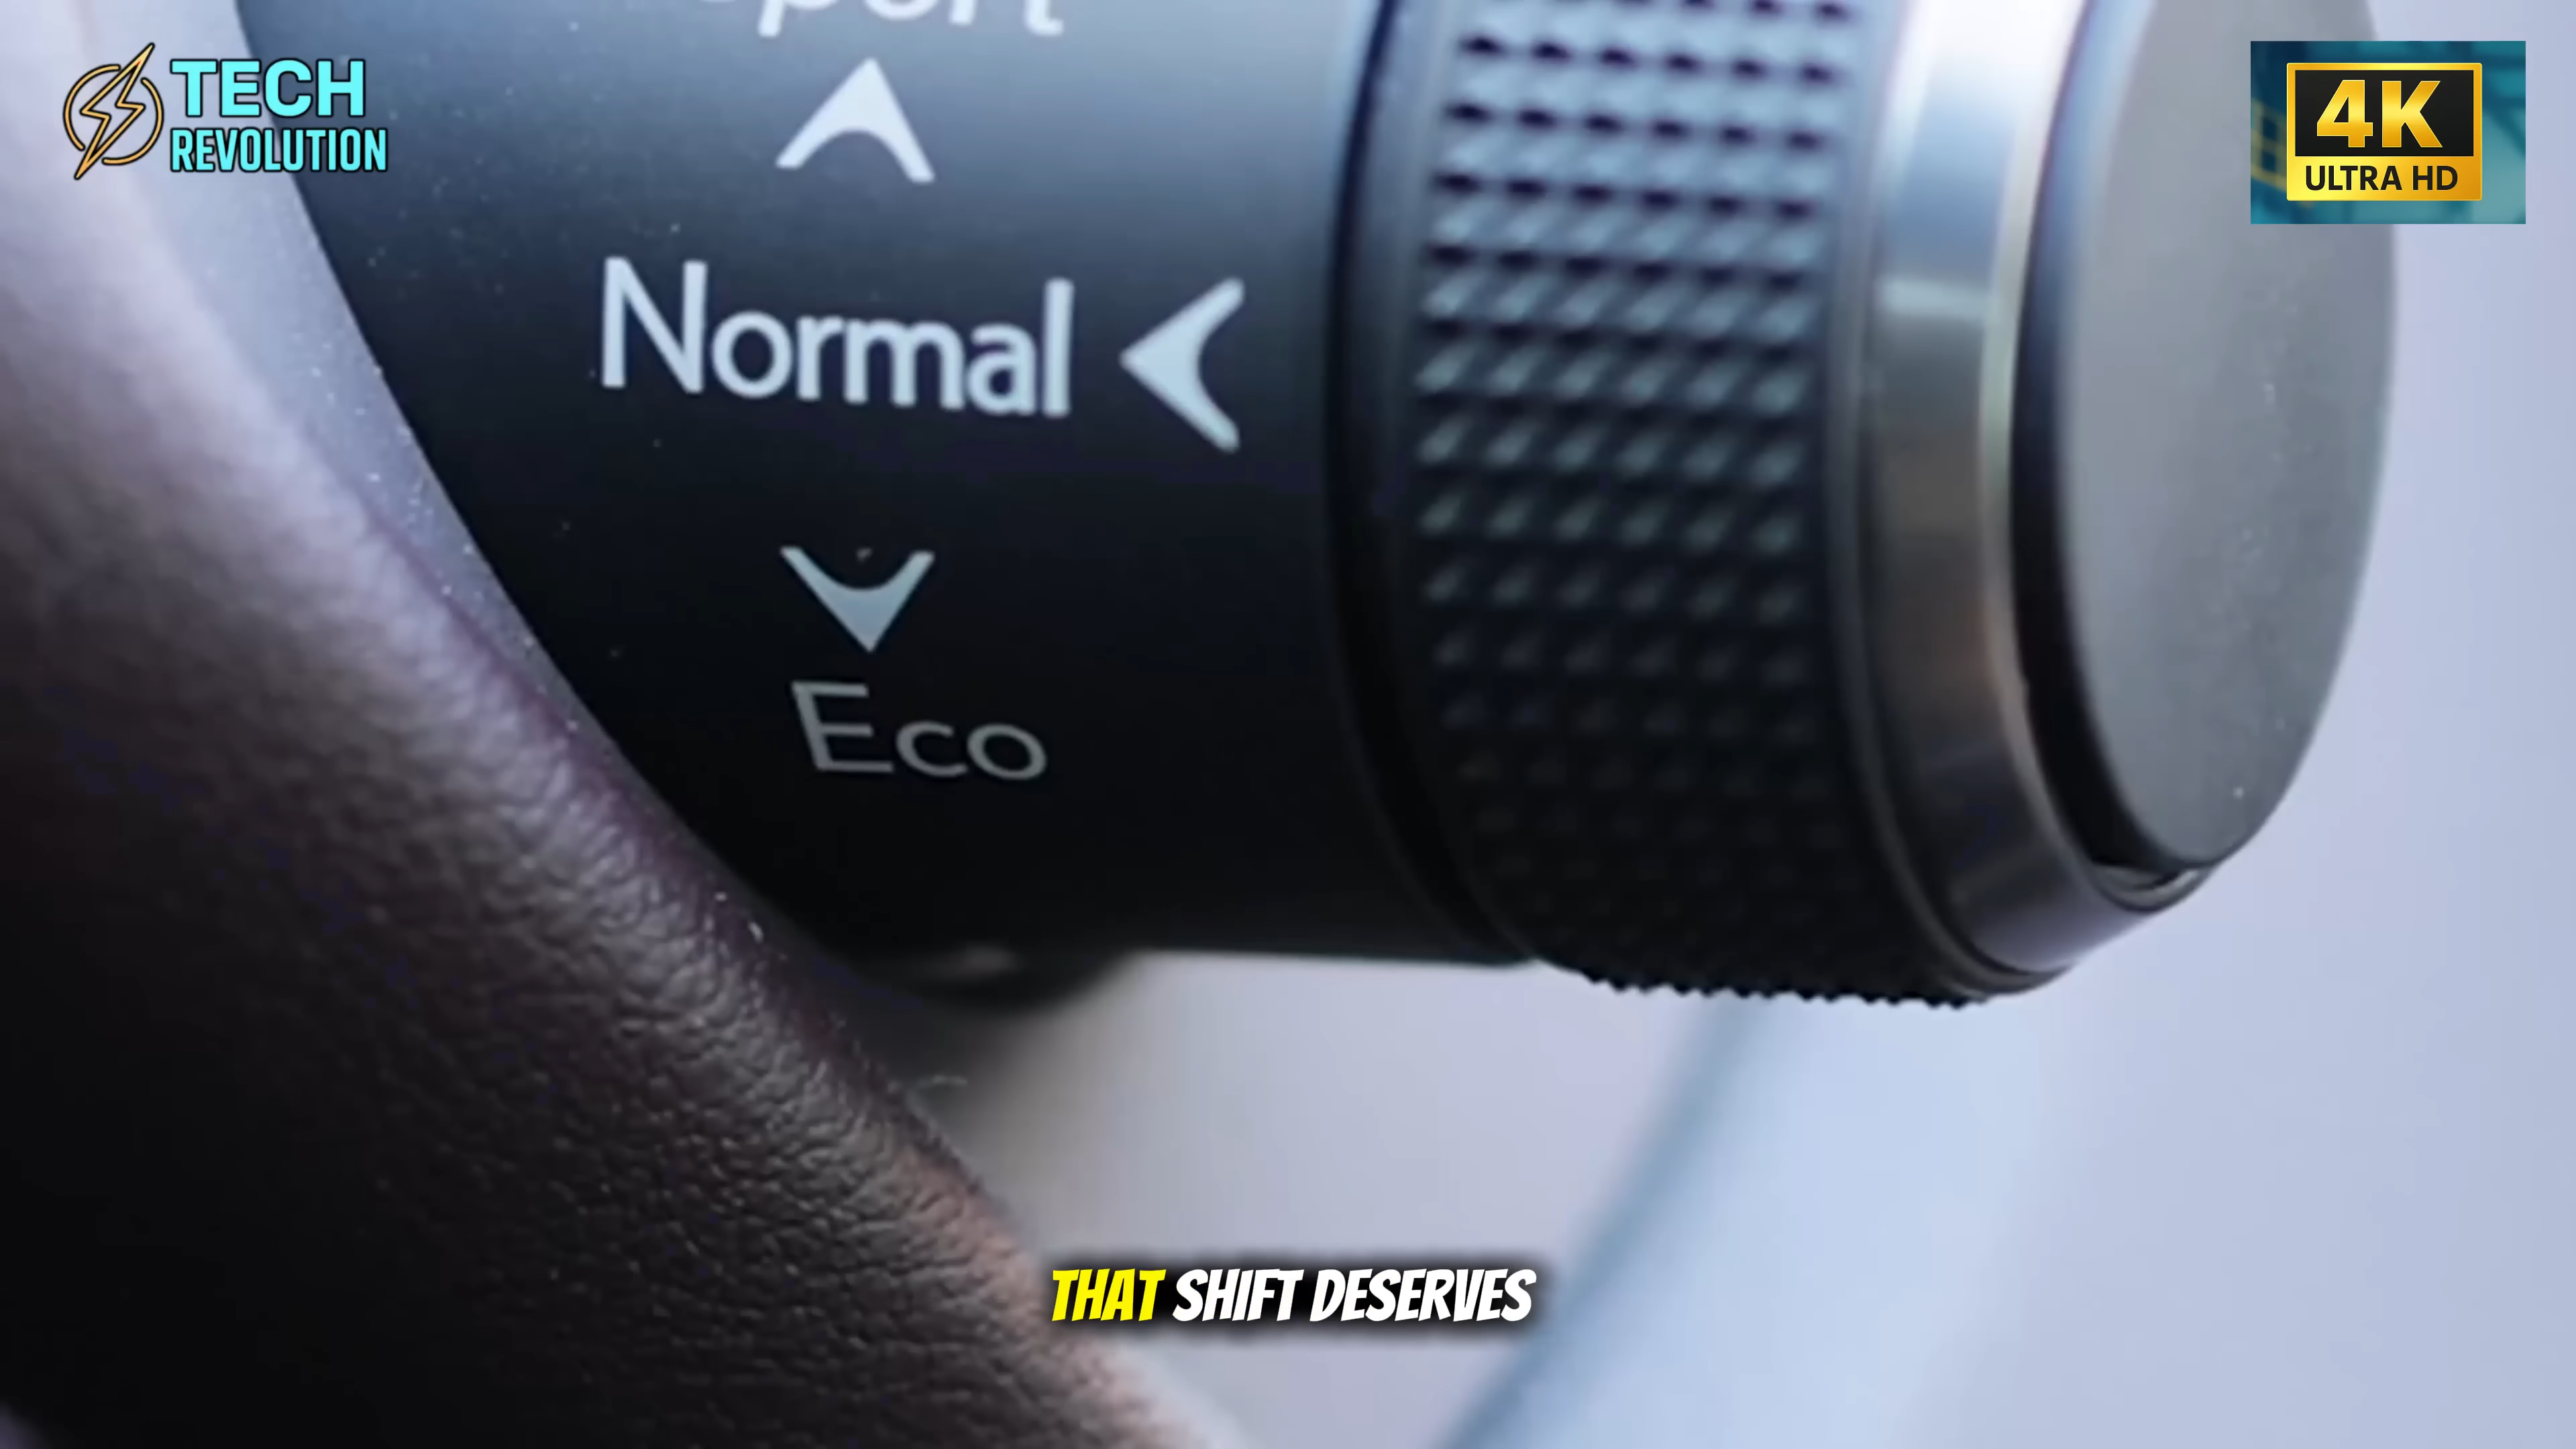 TECH
REVOLUTION
4K
ULTRA HD
Normal
Eco
THAT SHIFT DESERVES